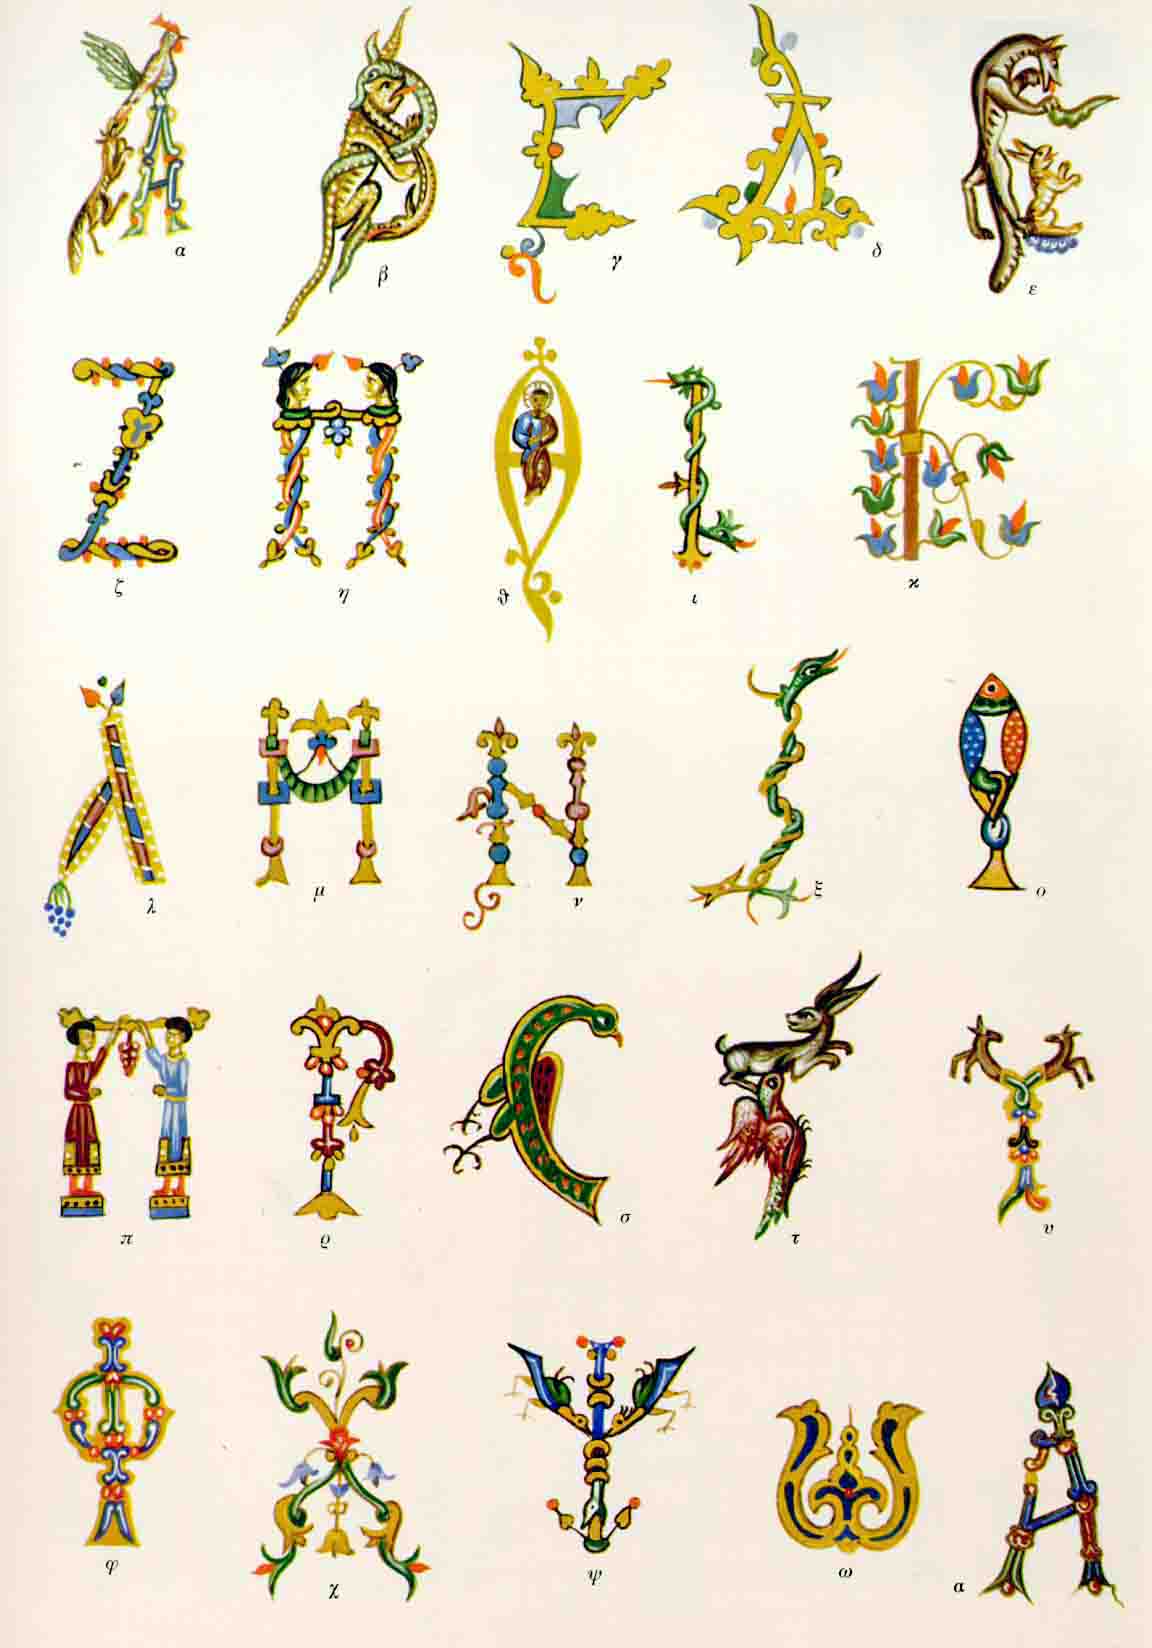 α β γ δ ε
ζ η ϑ ι ϰ
λ μ ν ξ ο
π ϱ σ τ υ
φ χ ψ ω α